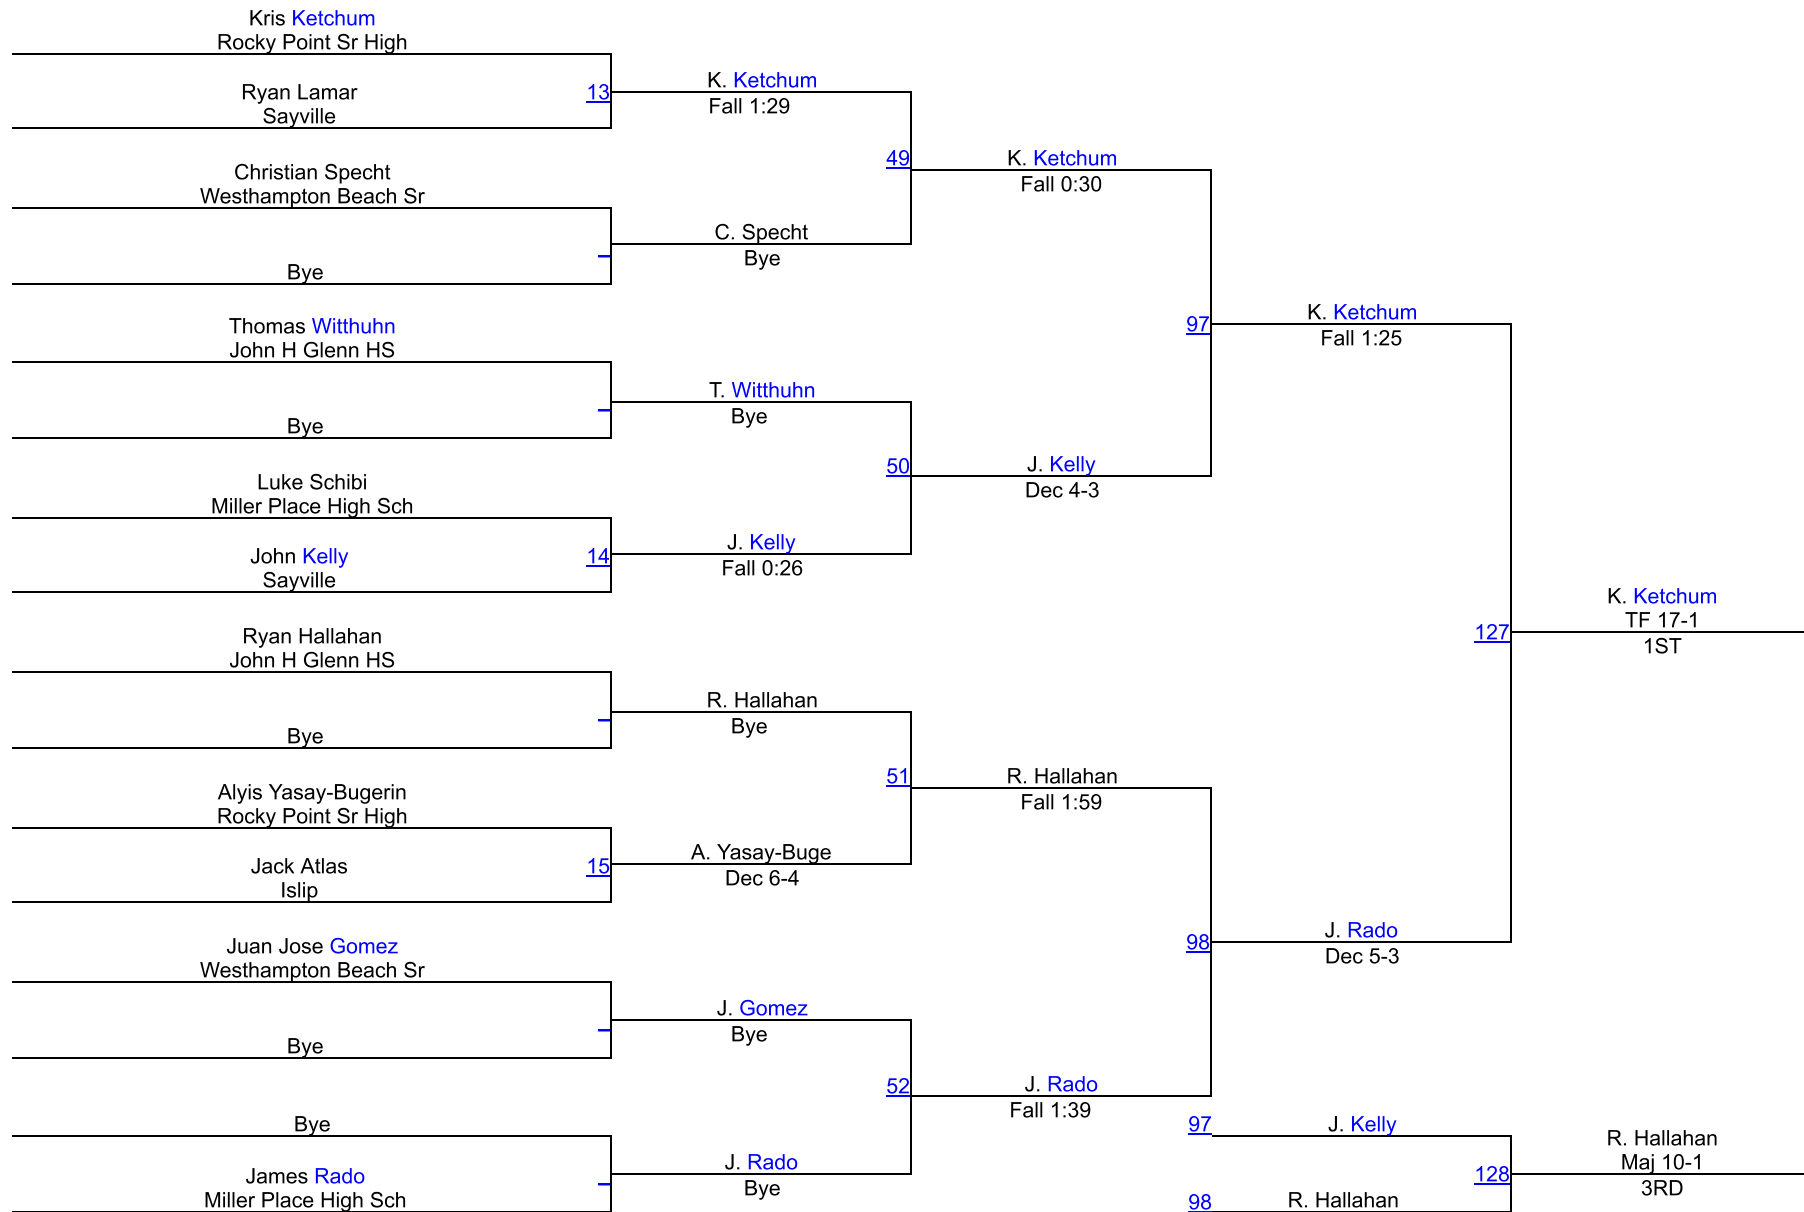 Kris Ketchum
Rocky Point Sr High
Ryan Lamar
Sayville
13
Christian Specht
Westhampton Beach Sr
Bye
Thomas Witthuhn
John H Glenn HS
Bye
Luke Schibi
Miller Place High Sch
John Kelly
Sayville
14
Ryan Hallahan
John H Glenn HS
Bye
Alyis Yasay-Bugerin
Rocky Point Sr High
Jack Atlas
Islip
15
Juan Jose Gomez
Westhampton Beach Sr
Bye
Bye
James Rado
Miller Place High Sch
K. Ketchum
Fall 1:29
49
C. Specht
Bye
T. Witthuhn
Bye
50
J. Kelly
Fall 0:26
R. Hallahan
Bye
51
A. Yasay-Buge
Dec 6-4
J. Gomez
Bye
52
J. Rado
Bye
K. Ketchum
Fall 0:30
97
J. Kelly
Dec 4-3
R. Hallahan
Fall 1:59
98
J. Rado
Fall 1:39
K. Ketchum
Fall 1:25
127
J. Rado
Dec 5-3
K. Ketchum
TF 17-1
1ST
97
J. Kelly
128
98
R. Hallahan
R. Hallahan
Maj 10-1
3RD